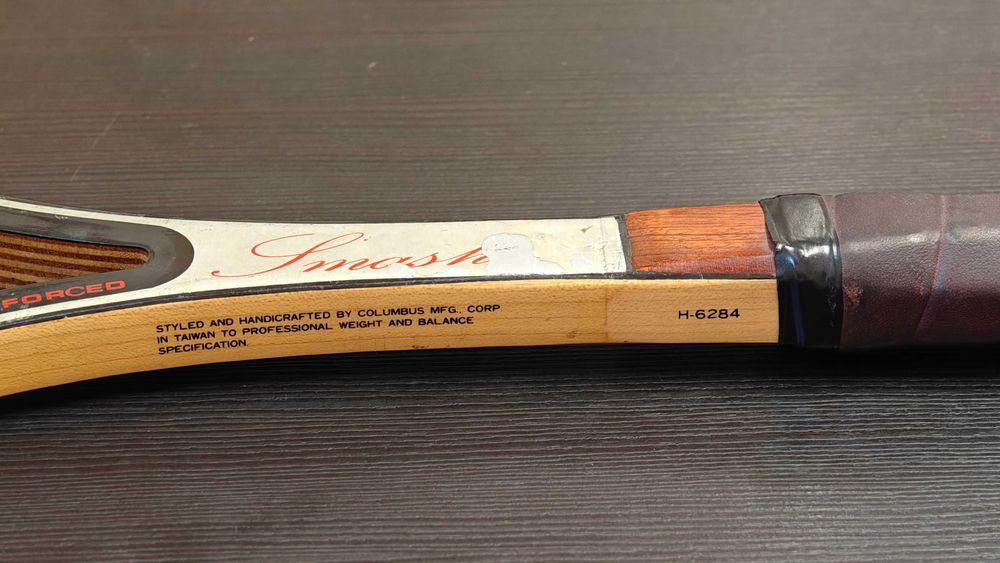 Smash
FORCED
STYLED AND HANDICRAFTED BY COLUMBUS MFG., CORP
IN TAIWAN TO PROFESSIONAL WEIGHT AND BALANCE
SPECIFICATION.
H-6284